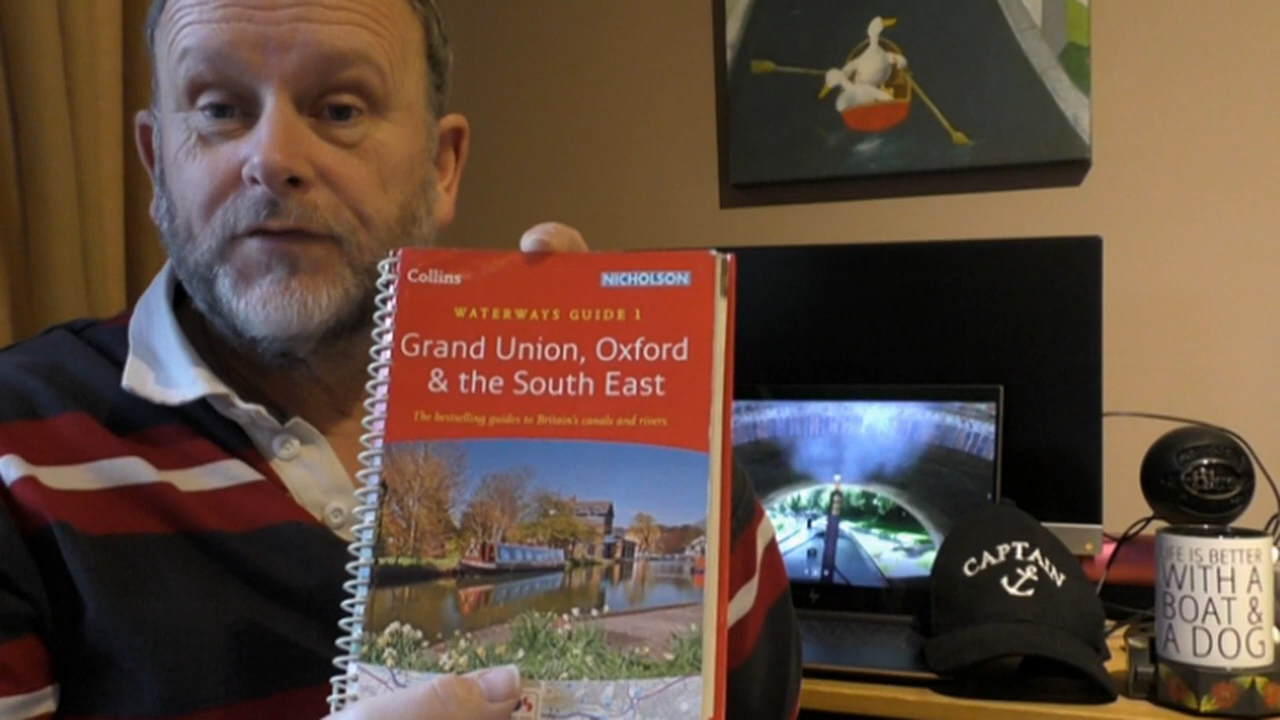 Collins
NICHOLSON
WATERWAYS GUIDE 1
Grand Union, Oxford
& the South East
The bestselling guides to Britain's canals and rivers
CAPTAIN
LIFE IS BETTER
WITH A
BOAT &
A DOG